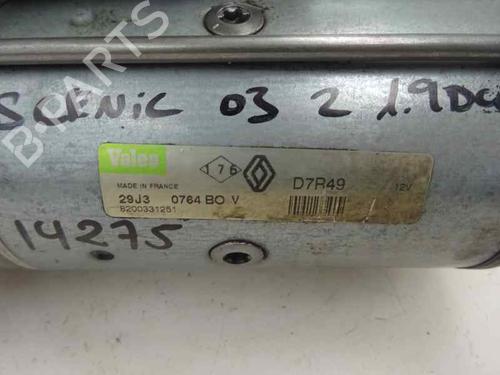 SCENIC 03 2 1.9DCI
B-PARTS
Valeo
176
D7R49
MADE IN FRANCE
12V
29J3 0764 BO V
8200331251
14275